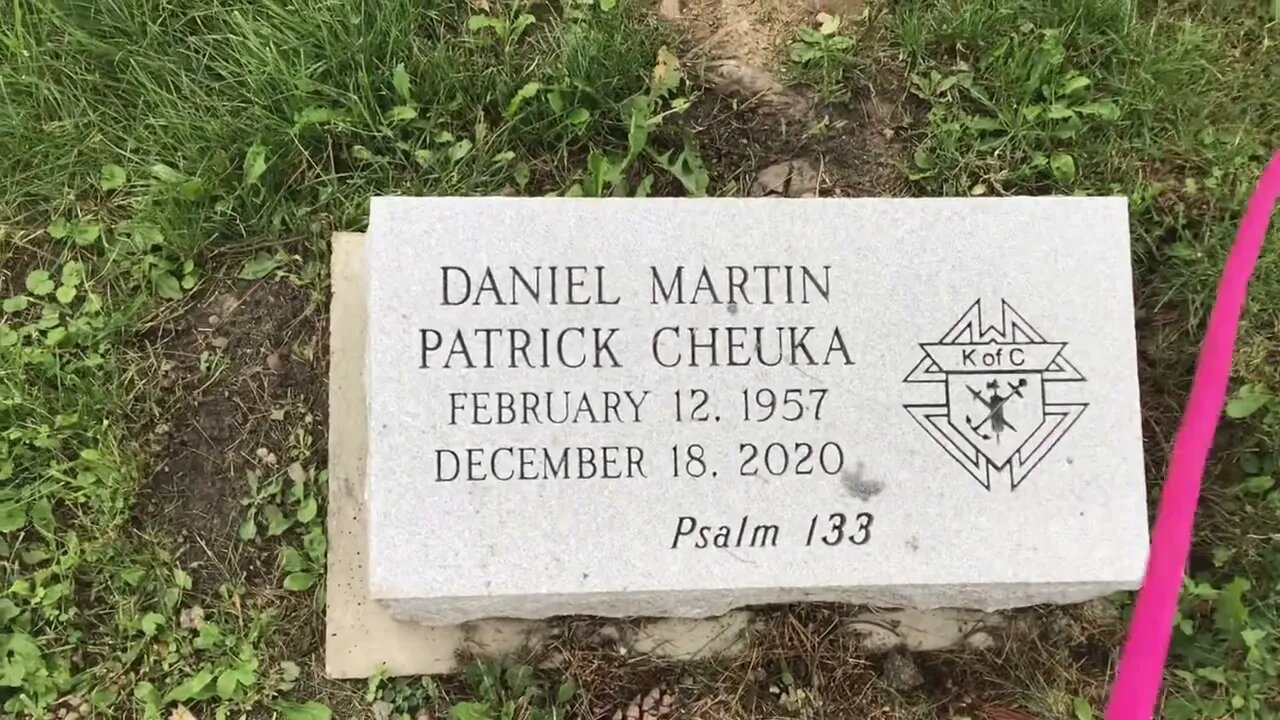 DANIEL MARTIN
PATRICK CHEUKA
FEBRUARY 12, 1957
DECEMBER 18, 2020
Psalm 133
K of C